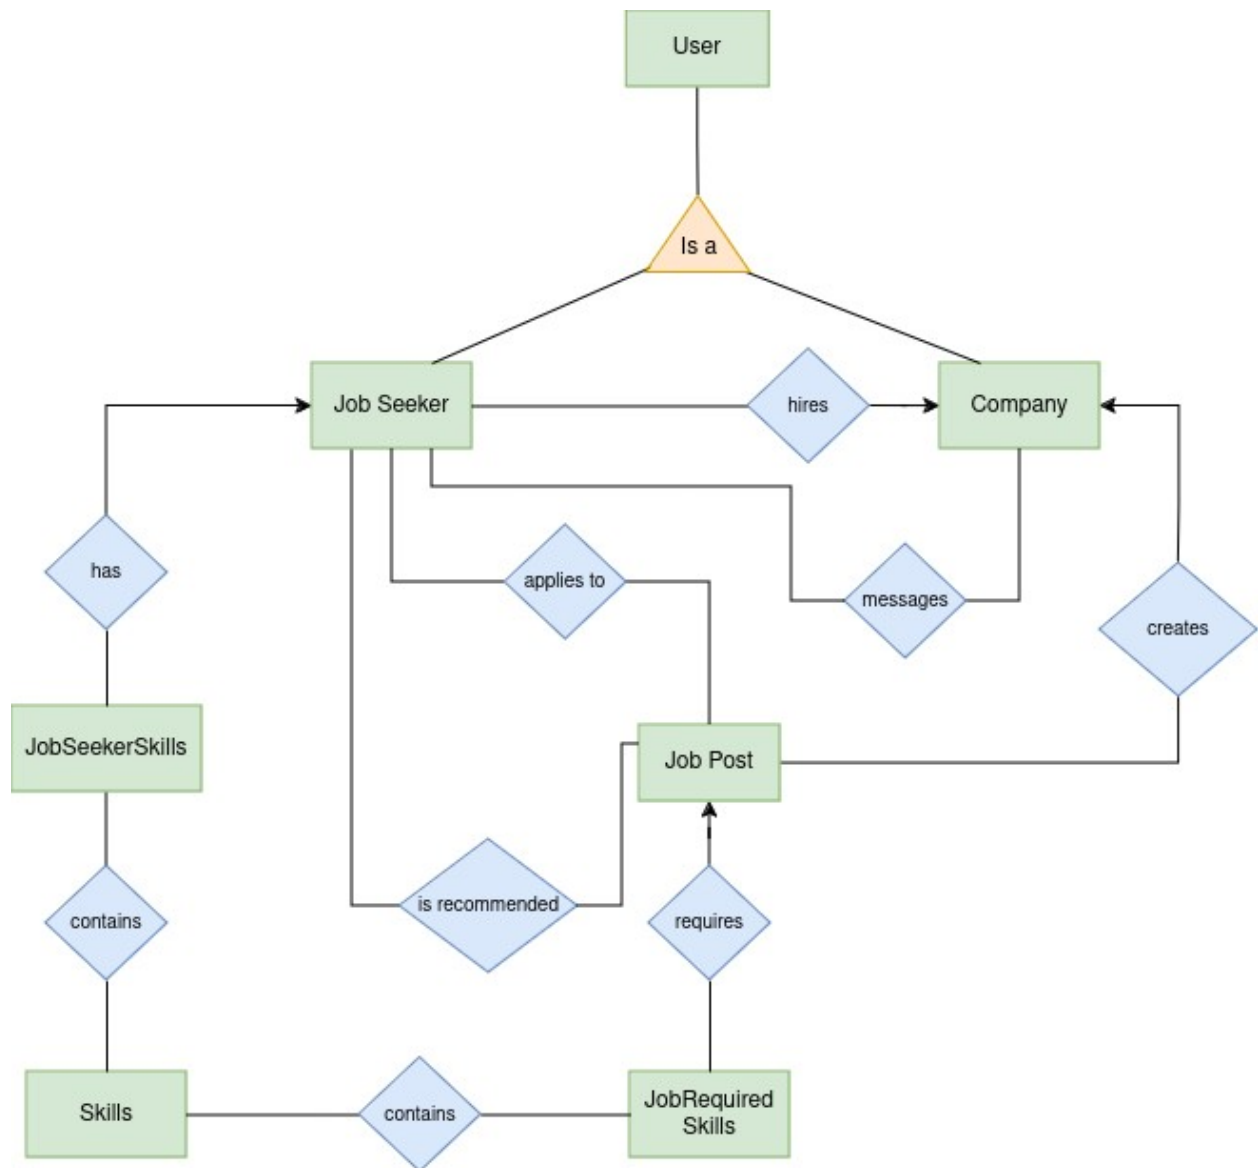 User
Is a
Job Seeker
hires
Company
has
applies to
messages
creates
JobSeekerSkills
Job Post
contains
is recommended
requires
Skills
contains
JobRequired
Skills